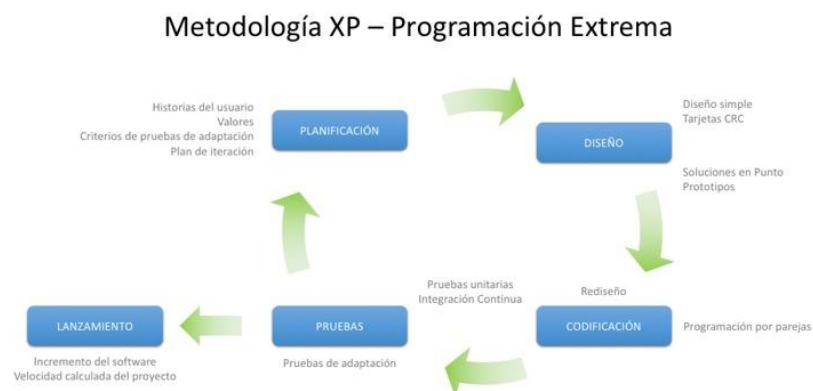 Metodología XP – Programación Extrema
Historias del usuario
Valores
Criterios de pruebas de adaptación
Plan de iteración
PLANIFICACIÓN
Diseño simple
Tarjetas CRC
DISEÑO
Soluciones en Punto
Prototipos
Rediseño
CODIFICACIÓN
Programación por parejas
Pruebas unitarias
Integración Continua
PRUEBAS
Pruebas de adaptación
LANZAMIENTO
Incremento del software
Velocidad calculada del proyecto